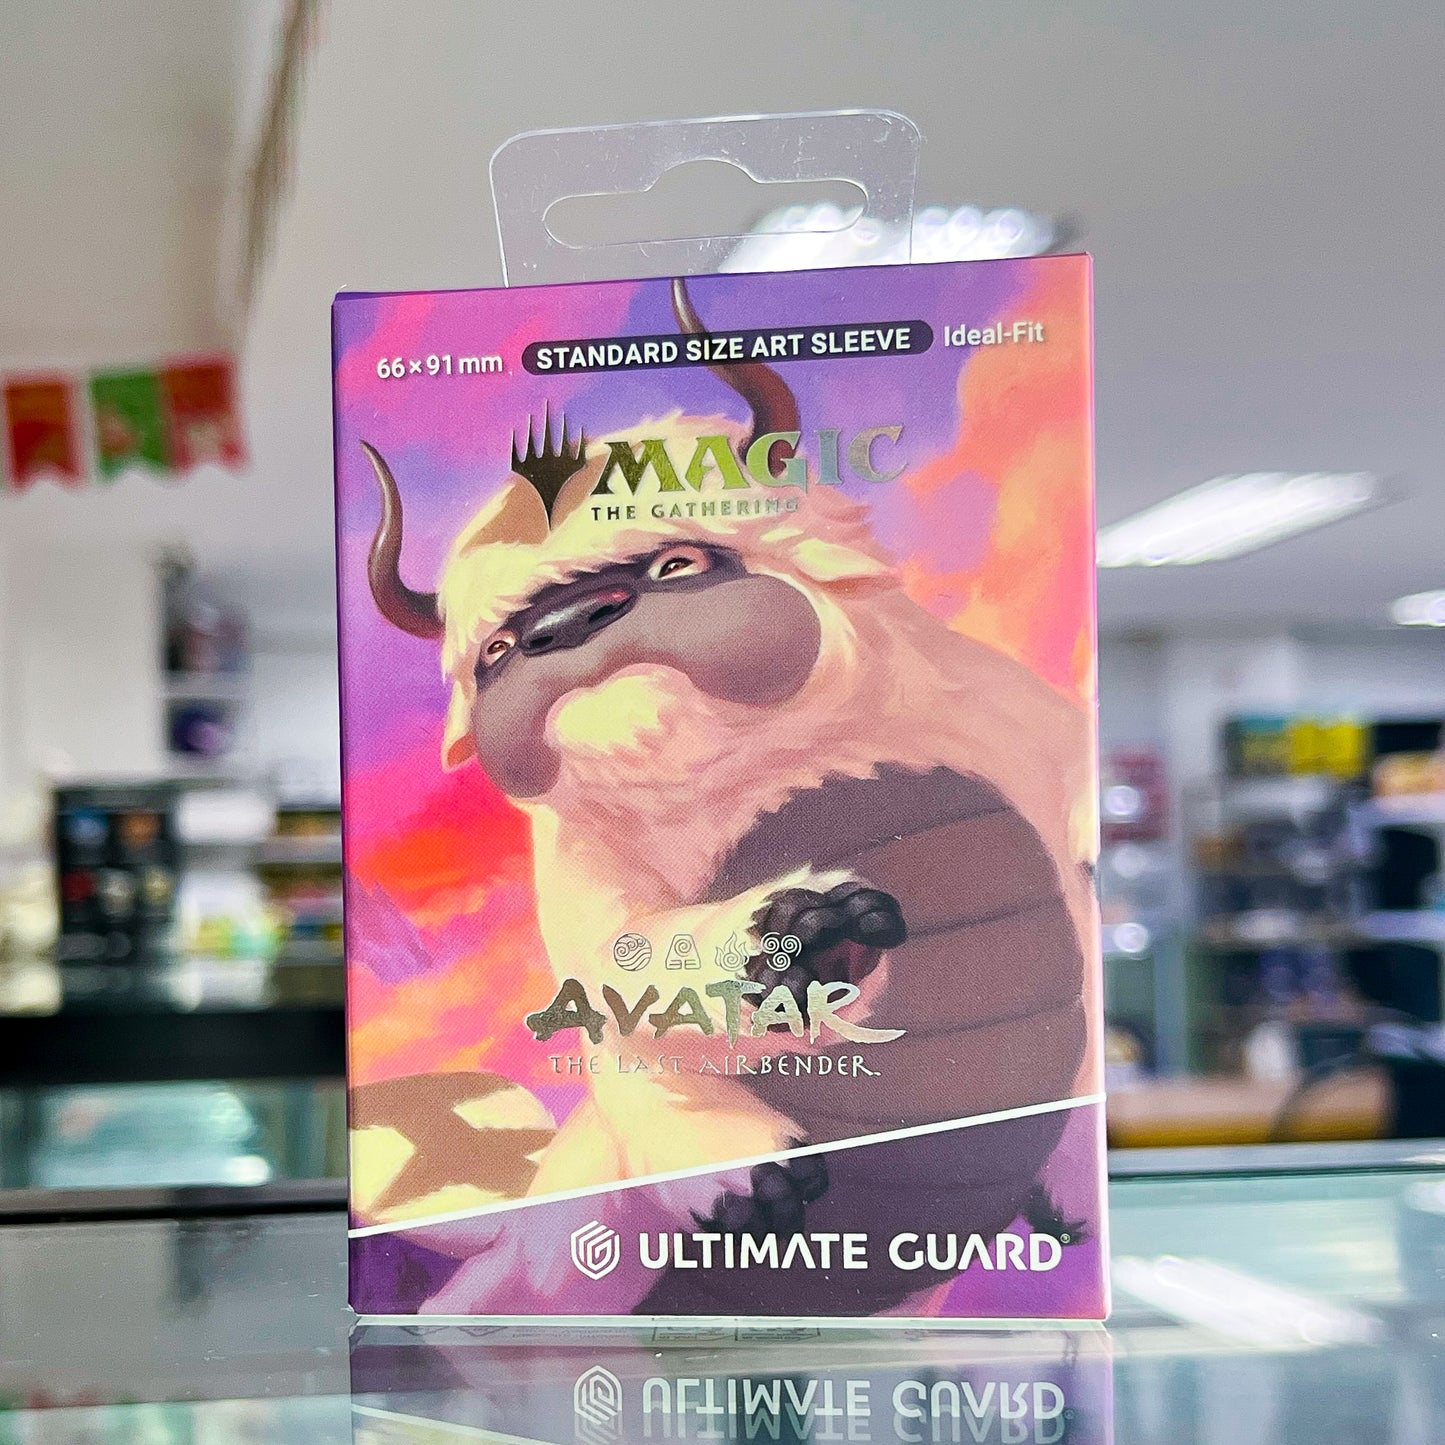 66×91 mm STANDARD SIZE ART SLEEVE Ideal-Fit
MAGIC
THE GATHERING
AVATAR
THE LAST AIRBENDER™
ULTIMATE GUARD®
ULTIMATE GUARD